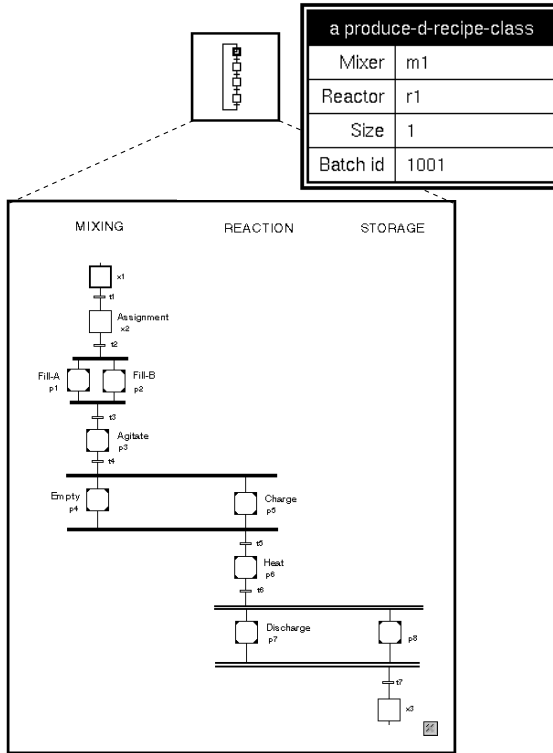 a produce-d-recipe-class
Mixer m1
Reactor r1
Size 1
Batch id 1001
MIXING REACTION STORAGE
x1
t1
Assignment
x2
t2
Fill-A Fill-B
p1 p2
t3
Agitate
p3
t4
Empty Charge
p4 p5
t5
Heat
p6
t6
Discharge
p7 p8
t7
x3